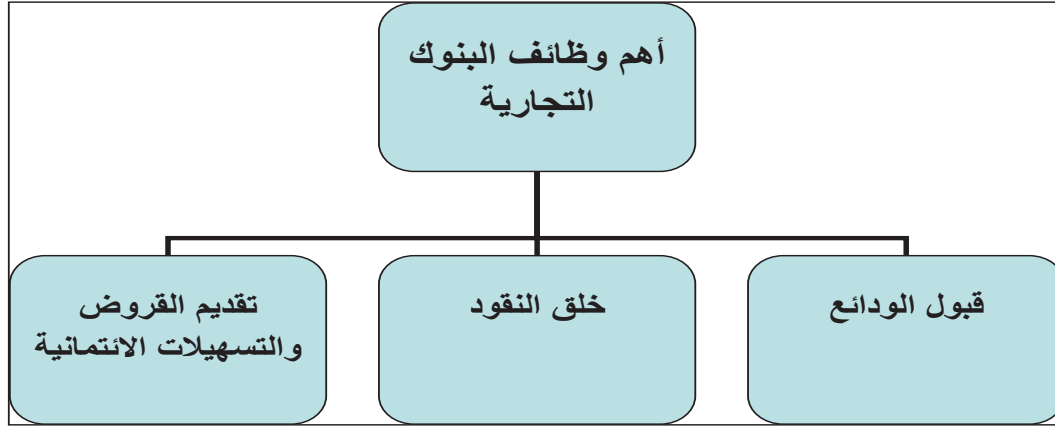 أهم وظائف البنوك
التجارية
قبول الودائع
خلق النقود
تقديم القروض
والتسهيلات الائتمانية